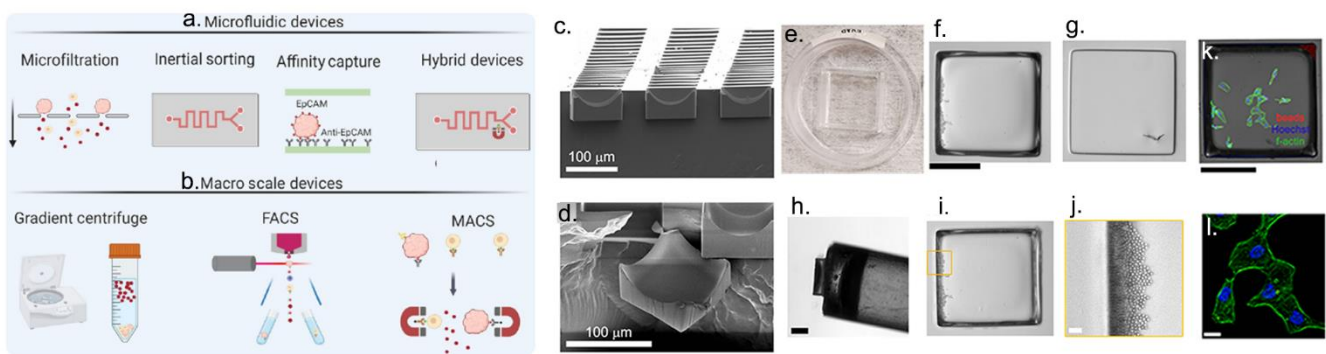 a. Microfluidic devices
Microfiltration
Inertial sorting
Affinity capture
Hybrid devices
EpCAM
Anti-EpCAM
b. Macro scale devices
Gradient centrifuge
FACS
MACS
c.
100 µm
d.
100 µm
e.
f.
g.
h.
i.
j.
k.
beads
Hoechst
f-actin
l.